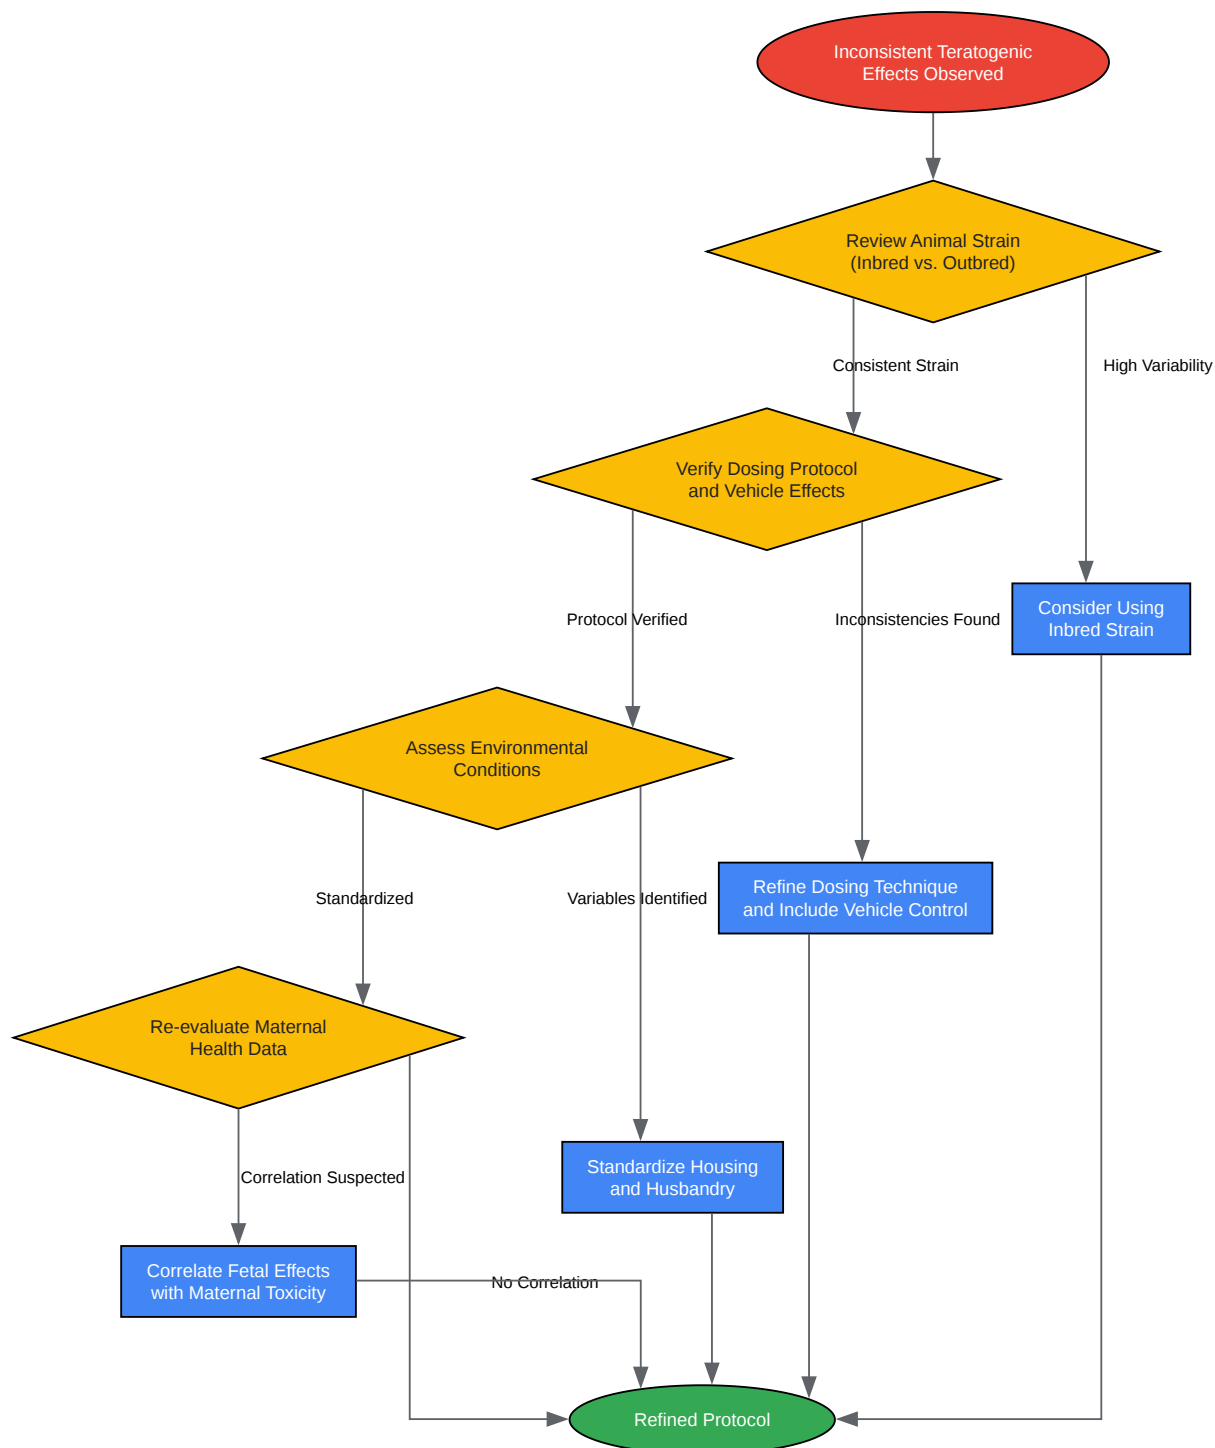 Inconsistent Teratogenic
Effects Observed
Review Animal Strain
(Inbred vs. Outbred)
Consistent Strain
High Variability
Verify Dosing Protocol
and Vehicle Effects
Protocol Verified
Inconsistencies Found
Consider Using
Inbred Strain
Assess Environmental
Conditions
Standardized
Variables Identified
Refine Dosing Technique
and Include Vehicle Control
Re-evaluate Maternal
Health Data
Correlation Suspected
Standardize Housing
and Husbandry
Correlate Fetal Effects
with Maternal Toxicity
No Correlation
Refined Protocol